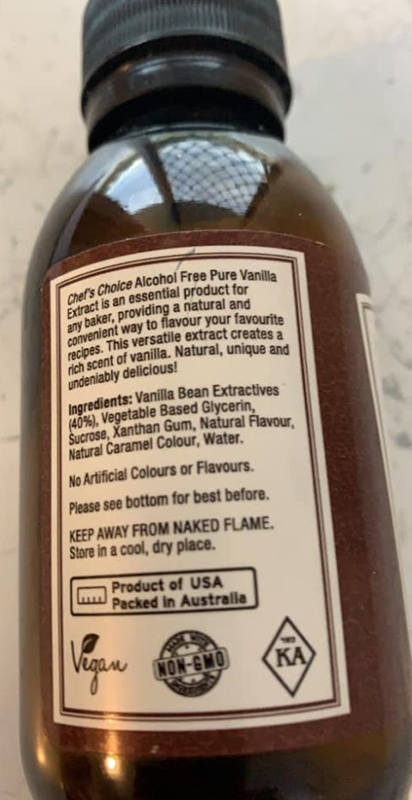 Chef's Choice Alcohol Free Pure Vanilla
Extract is an essential product for
any baker, providing a natural and
convenient way to flavour your favourite
recipes. This versatile extract creates a
rich scent of vanilla. Natural, unique and
undeniably delicious!
Ingredients: Vanilla Bean Extractives
(40%), Vegetable Based Glycerin,
Sucrose, Xanthan Gum, Natural Flavour,
Natural Caramel Colour, Water.
No Artificial Colours or Flavours.
Please see bottom for best before.
KEEP AWAY FROM NAKED FLAME.
Store in a cool, dry place.
Product of USA
Packed in Australia
Vegan
MADE WITH
NON-GMO
INGREDIENTS
KA